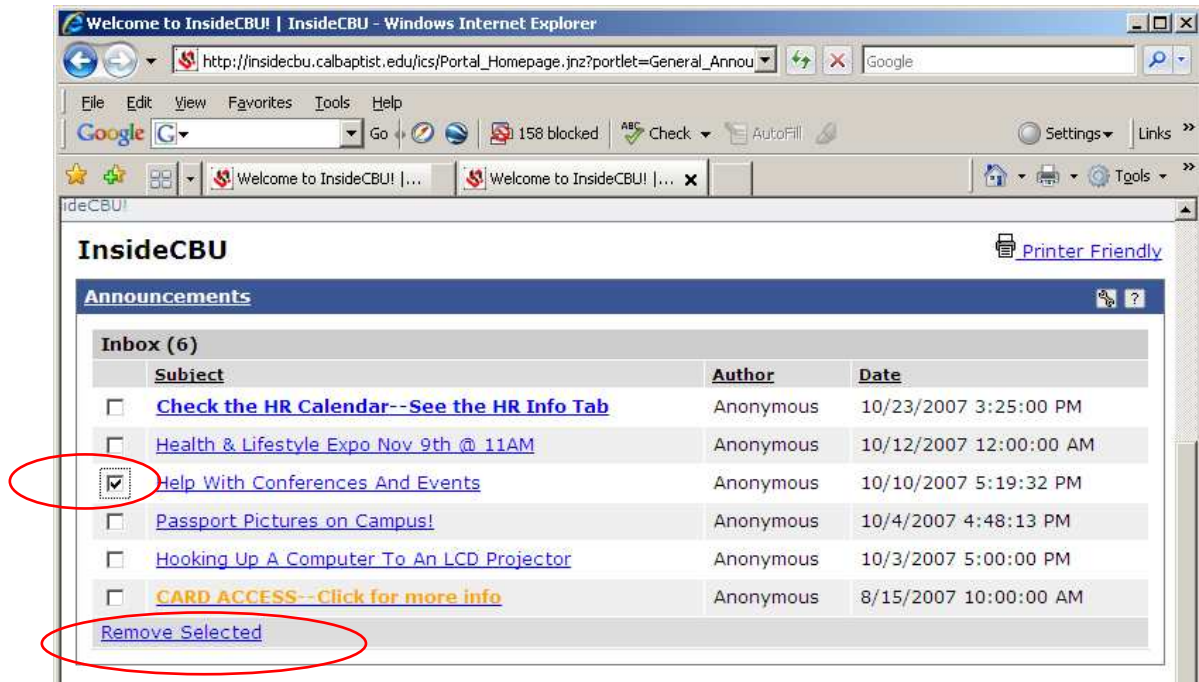 Welcome to InsideCBU! | InsideCBU - Windows Internet Explorer
http://insidecbu.calbaptist.edu/ics/Portal_Homepage.jnz?portlet=General_Annou Google
File Edit View Favorites Tools Help
Google G Go 158 blocked ABC Check AutoFill Settings Links »
Welcome to InsideCBU! |... Welcome to InsideCBU! |... Tools »
ideCBU!
InsideCBU Printer Friendly
Announcements ?
Inbox (6)
Subject Author Date
Check the HR Calendar--See the HR Info Tab Anonymous 10/23/2007 3:25:00 PM
Health & Lifestyle Expo Nov 9th @ 11AM Anonymous 10/12/2007 12:00:00 AM
Help With Conferences And Events Anonymous 10/10/2007 5:19:32 PM
Passport Pictures on Campus! Anonymous 10/4/2007 4:48:13 PM
Hooking Up A Computer To An LCD Projector Anonymous 10/3/2007 5:00:00 PM
CARD ACCESS--Click for more info Anonymous 8/15/2007 10:00:00 AM
Remove Selected